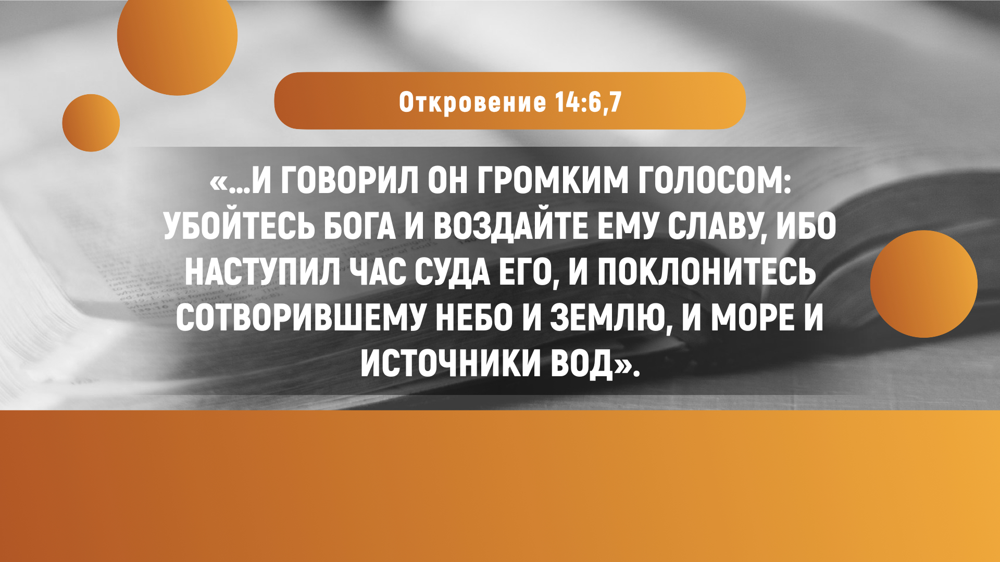 Откровение 14:6,7
«...И ГОВОРИЛ ОН ГРОМКИМ ГОЛОСОМ:
УБОЙТЕСЬ БОГА И ВОЗДАЙТЕ ЕМУ СЛАВУ, ИБО
НАСТУПИЛ ЧАС СУДА ЕГО, И ПОКЛОНИТЕСЬ
СОТВОРИВШЕМУ НЕБО И ЗЕМЛЮ, И МОРЕ И
ИСТОЧНИКИ ВОД».